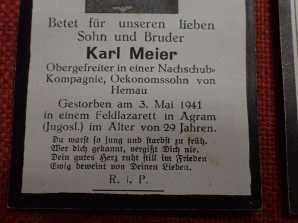 Betet für unseren lieben
Sohn und Bruder
Karl Meier
Obergefreiter in einer Nachschub-
Kompagnie, Oekonomssohn von
Hemau
Gestorben am 3. Mai 1941
in einem Feldlazarett in Agram
(Jugosl.) im Alter von 29 Jahren.
Du warst so jung und starbst zu früh,
Wer dich gekannt, vergißt Dich nie.
Dein gutes Herz ruht still im Frieden
Ewig beweint von Deinen Lieben.
R. i. P.